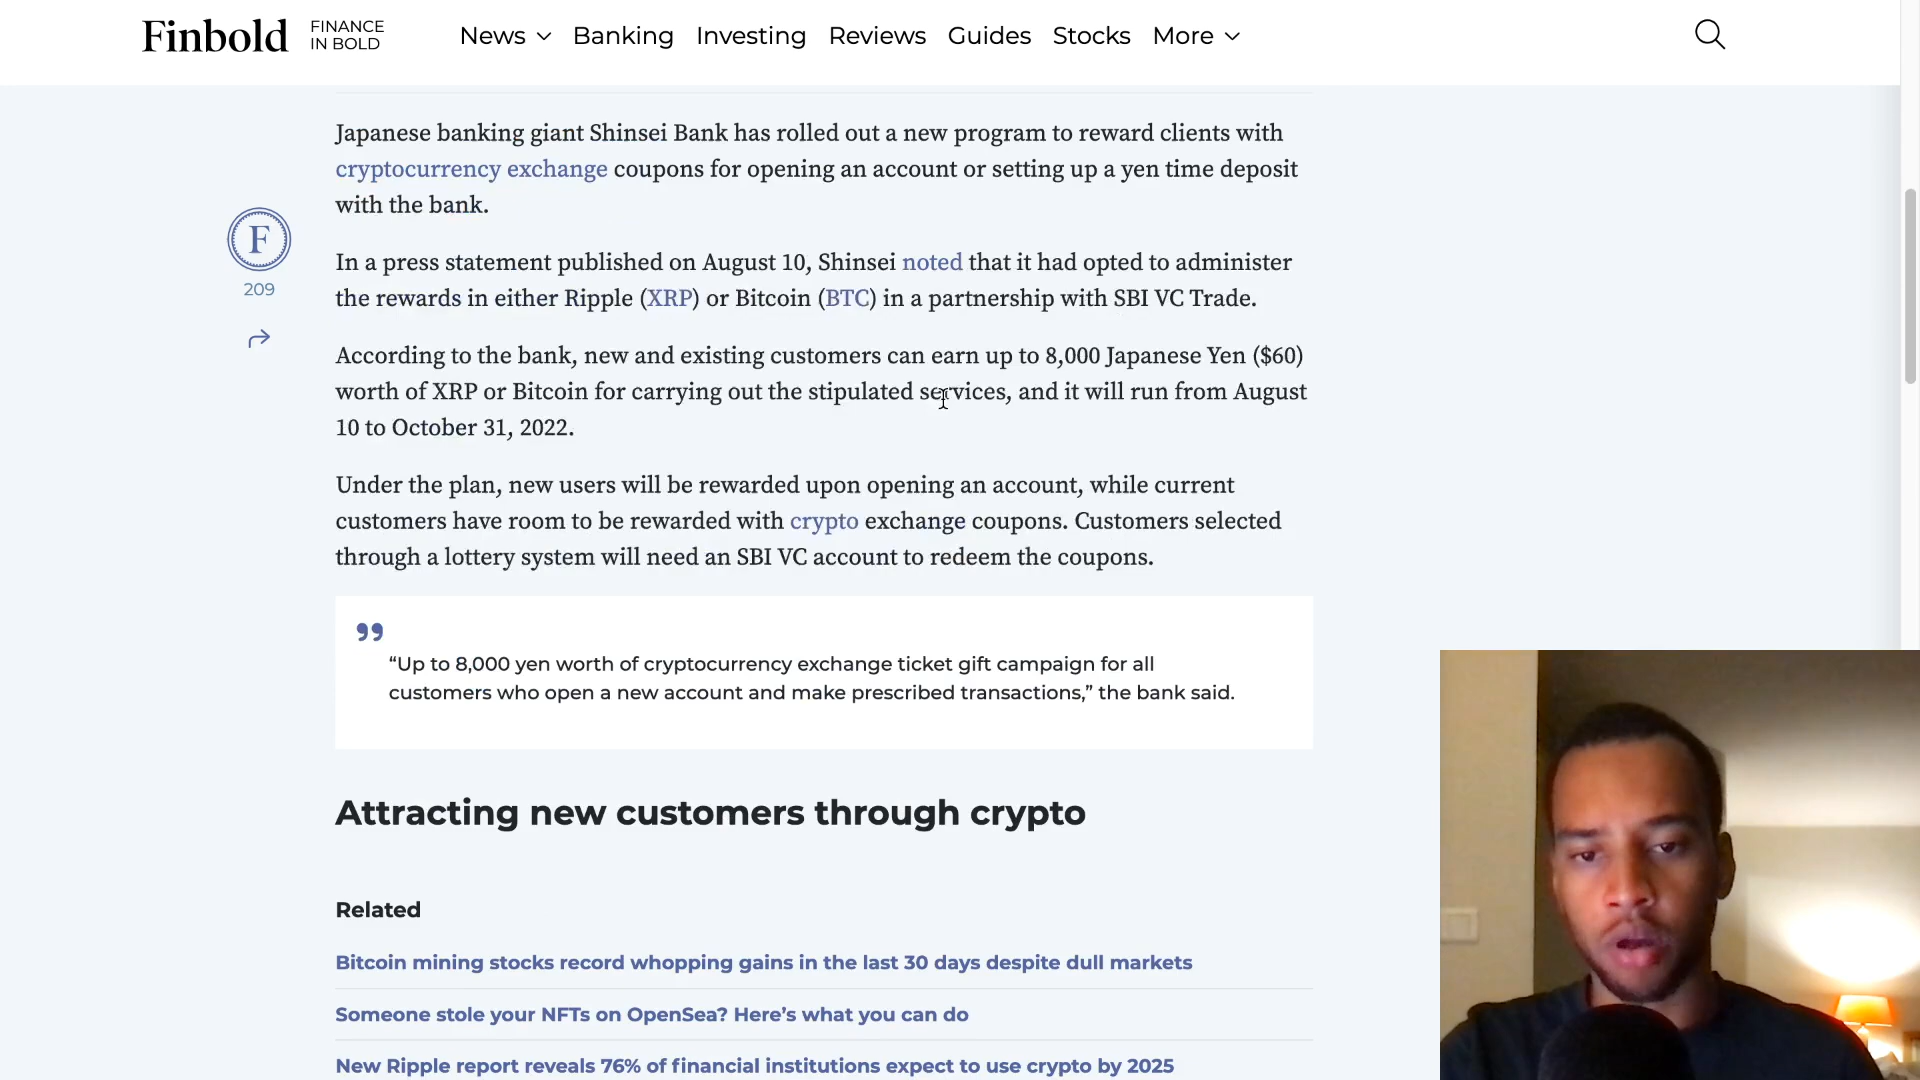 Finbold
FINANCE
IN BOLD
News
Banking
Investing
Reviews
Guides
Stocks
More
Japanese banking giant Shinsei Bank has rolled out a new program to reward clients with
cryptocurrency exchange coupons for opening an account or setting up a yen time deposit
with the bank.
F
209
In a press statement published on August 10, Shinsei noted that it had opted to administer
the rewards in either Ripple (XRP) or Bitcoin (BTC) in a partnership with SBI VC Trade.
According to the bank, new and existing customers can earn up to 8,000 Japanese Yen ($60)
worth of XRP or Bitcoin for carrying out the stipulated services, and it will run from August
10 to October 31, 2022.
Under the plan, new users will be rewarded upon opening an account, while current
customers have room to be rewarded with crypto exchange coupons. Customers selected
through a lottery system will need an SBI VC account to redeem the coupons.
”
“Up to 8,000 yen worth of cryptocurrency exchange ticket gift campaign for all
customers who open a new account and make prescribed transactions,” the bank said.
Attracting new customers through crypto
Related
Bitcoin mining stocks record whopping gains in the last 30 days despite dull markets
Someone stole your NFTs on OpenSea? Here’s what you can do
New Ripple report reveals 76% of financial institutions expect to use crypto by 2025